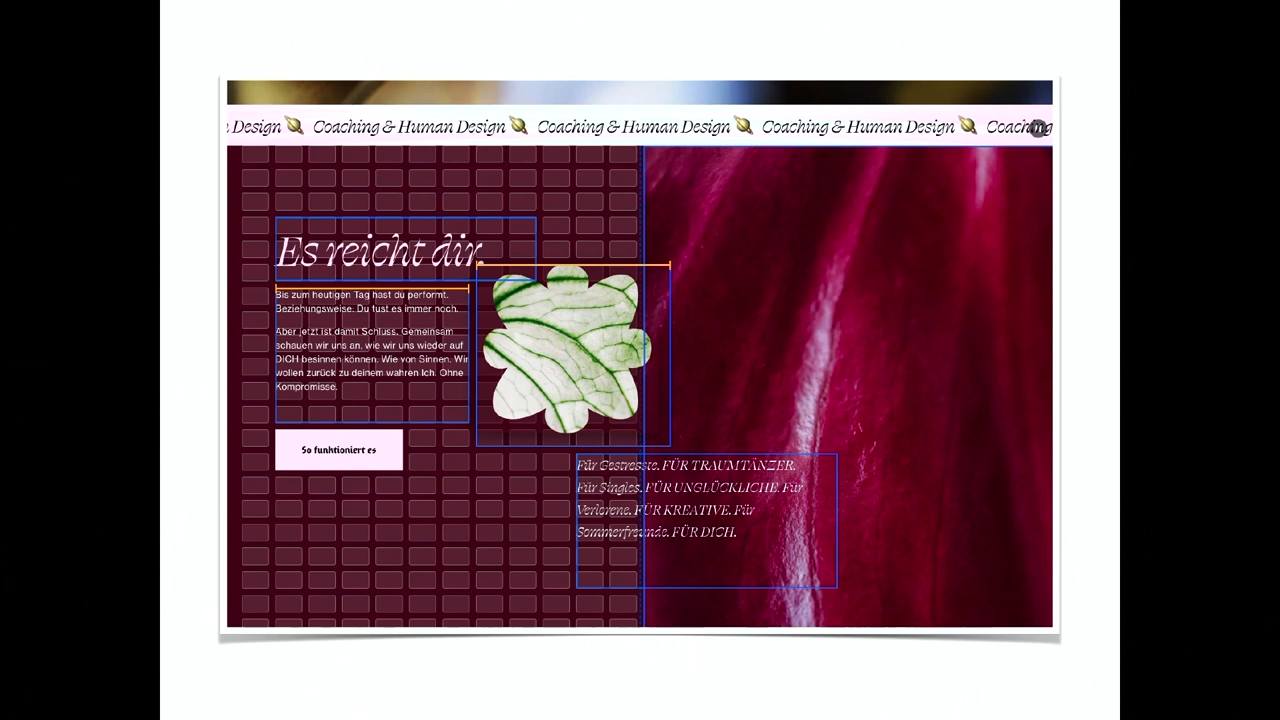 Design 🪐 Coaching & Human Design 🪐 Coaching & Human Design 🪐 Coaching & Human Design 🪐 Coaching
Es reicht dir.
Bis zum heutigen Tag hast du performt.
Beziehungsweise. Du tust es immer noch.
Aber jetzt ist damit Schluss. Gemeinsam
schauen wir uns an, wie wir uns wieder auf
DICH besinnen können. Wie von Sinnen. Wir
wollen zurück zu deinem wahren Ich. Ohne
Kompromisse.
So funktioniert es
Für Gestresste. FÜR TRAUMTÄNZER.
Für Singles. FÜR UNGLÜCKLICHE. Für
Verlorene. FÜR KREATIVE. Für
Sommerfreunde. FÜR DICH.